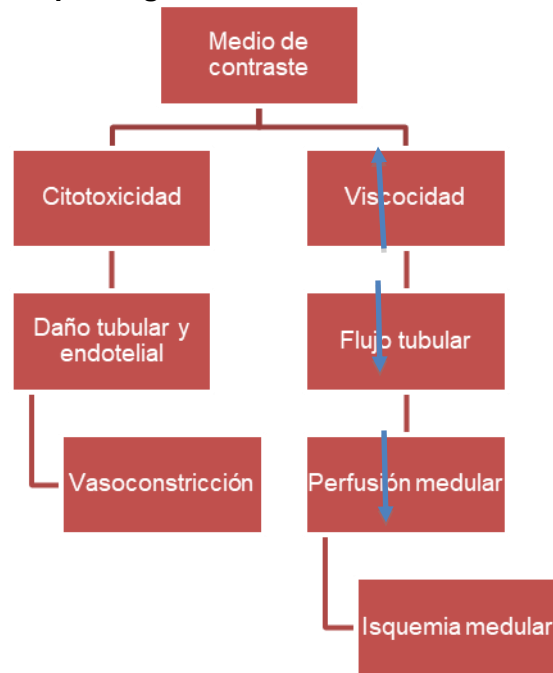 Medio de
contraste
Citotoxicidad
Viscocidad
Daño tubular y
endotelial
Flujo tubular
Vasoconstricción
Perfusión medular
Isquemia medular